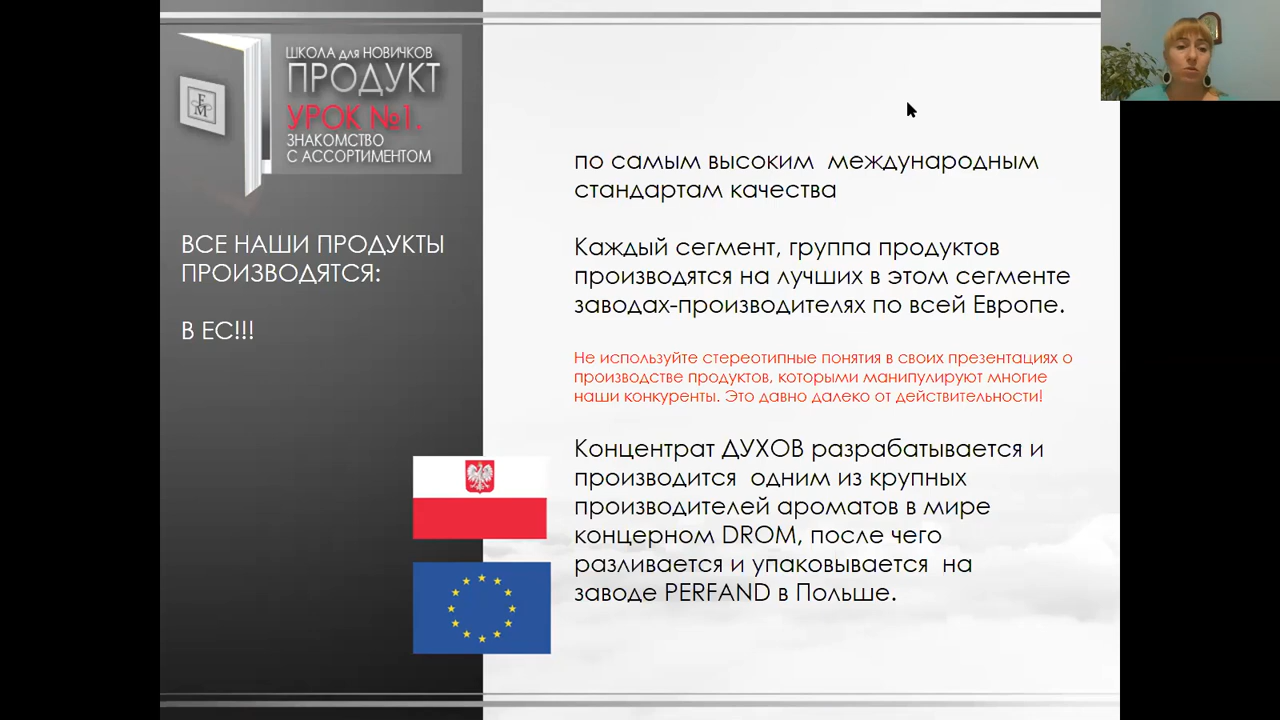 ШКОЛА для НОВИЧКОВ
ПРОДУКТ
УРОК №1.
ЗНАКОМСТВО
С АССОРТИМЕНТОМ
FM
ВСЕ НАШИ ПРОДУКТЫ
ПРОИЗВОДЯТСЯ:
В ЕС!!!
по самым высоким международным
стандартам качества
Каждый сегмент, группа продуктов
производятся на лучших в этом сегменте
заводах-производителях по всей Европе.
Не используйте стереотипные понятия в своих презентациях о
производстве продуктов, которыми манипулируют многие
наши конкуренты. Это давно далеко от действительности!
Концентрат ДУХОВ разрабатывается и
производится одним из крупных
производителей ароматов в мире
концерном DROM, после чего
разливается и упаковывается на
заводе PERFAND в Польше.